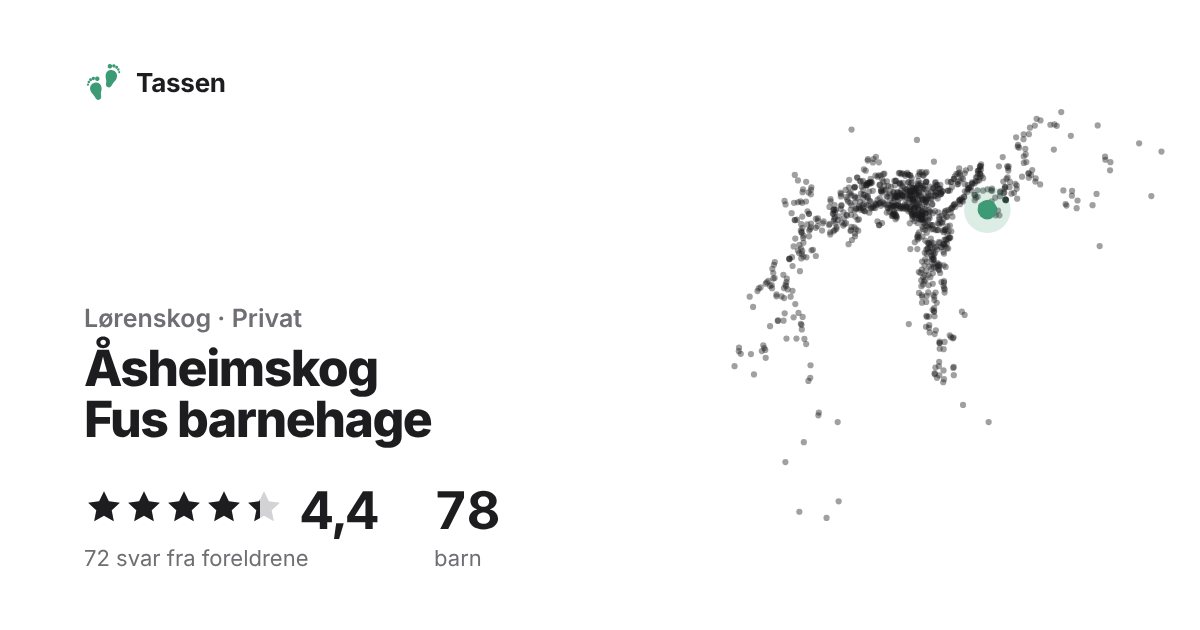 Tassen
Lørenskog · Privat
Åsheimskog
Fus barnehage
4,4
78
72 svar fra foreldrene
barn